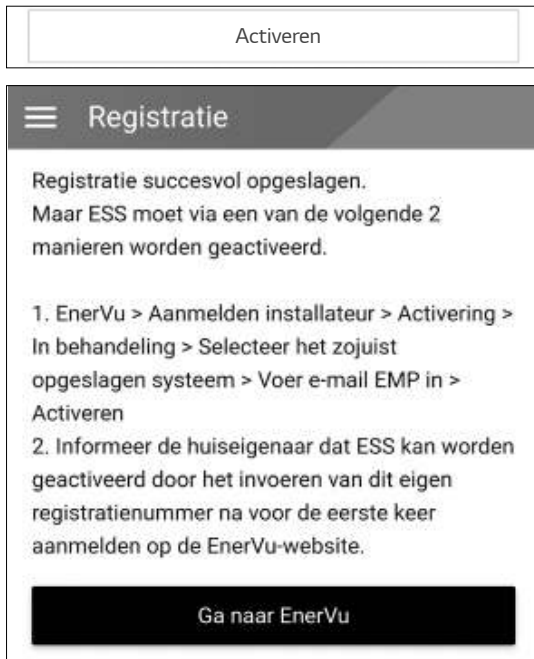 Activeren
Registratie
Registratie succesvol opgeslagen.
Maar ESS moet via een van de volgende 2
manieren worden geactiveerd.
1. EnerVu > Aanmelden installateur > Activering >
In behandeling > Selecteer het zojuist
opgeslagen systeem > Voer e-mail EMP in >
Activeren
2. Informeer de huiseigenaar dat ESS kan worden
geactiveerd door het invoeren van dit eigen
registratienummer na voor de eerste keer
aanmelden op de EnerVu-website.
Ga naar EnerVu